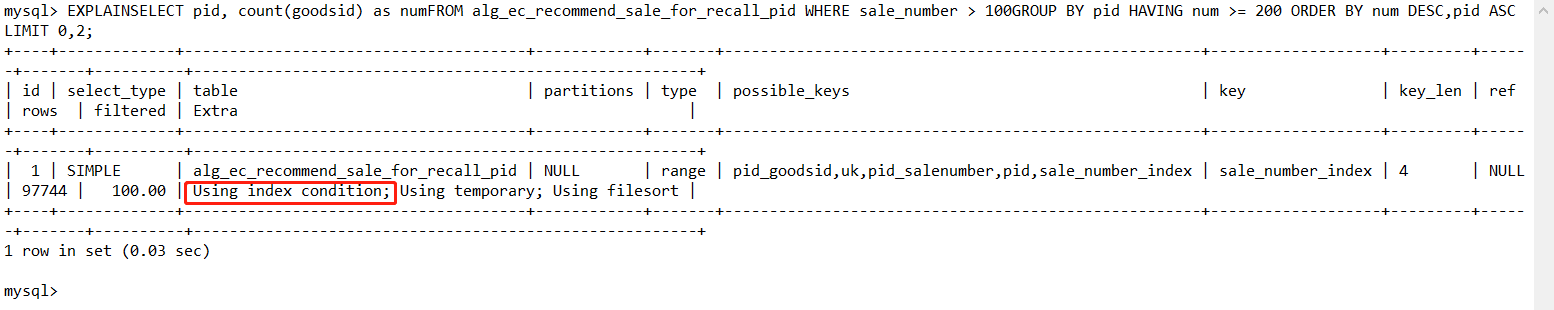 mysql> EXPLAINSELECT pid, count(goodsid) as numFROM alg_ec_recommend_sale_for_recall_pid WHERE sale_number > 100GROUP BY pid HAVING num >= 200 ORDER BY num DESC,pid ASC
LIMIT 0,2;
+----+-------------+--------------------------------------+------------+-------+------------------------------------------------------+-------------------+---------+-----
-+-------+----------+--------------------------------------------------------+
| id | select_type | table | partitions | type | possible_keys | key | key_len | ref
| rows | filtered | Extra |
+----+-------------+--------------------------------------+------------+-------+------------------------------------------------------+-------------------+---------+-----
-+-------+----------+--------------------------------------------------------+
| 1 | SIMPLE | alg_ec_recommend_sale_for_recall_pid | NULL | range | pid_goodsid,uk,pid_salenumber,pid,sale_number_index | sale_number_index | 4 | NULL
| 97744 | 100.00 | Using index condition; Using temporary; Using filesort |
+----+-------------+--------------------------------------+------------+-------+------------------------------------------------------+-------------------+---------+-----
-+-------+----------+--------------------------------------------------------+
1 row in set (0.03 sec)
mysql>